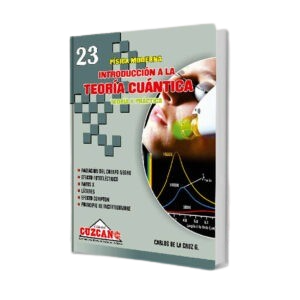 23
FÍSICA MODERNA
INTRODUCCIÓN A LA
TEORÍA CUÁNTICA
TEORÍA Y PRÁCTICA
RADIACIÓN DEL CUERPO NEGRO
EFECTO FOTOELÉCTRICO
RAYOS X
LÁSERES
EFECTO COMPTON
PRINCIPIO DE INCERTIDUMBRE
CARLOS DE LA CRUZ G.
CUZCANO